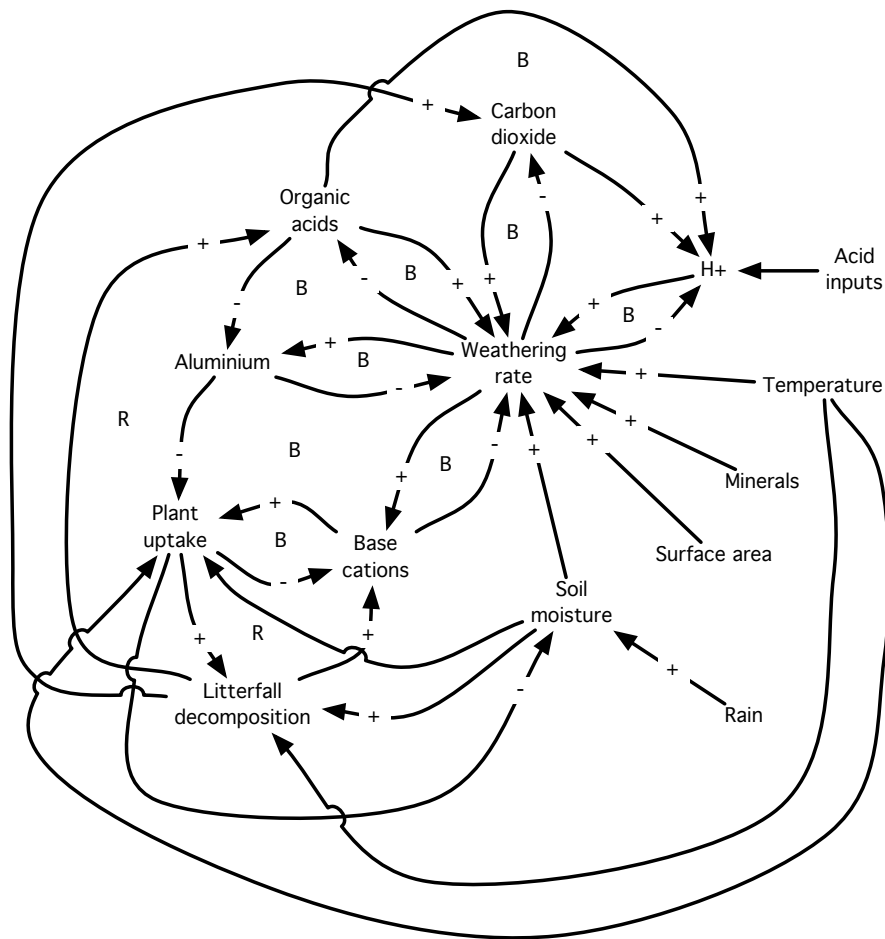 B
+
Carbon
dioxide
Organic
acids
-
+
+
B
H+
Acid
inputs
+
-
B
+
+
B
+
B
-
-
+
B
-
Weathering
rate
Aluminium
+
Temperature
-
R
+
Minerals
+
-
+
B
-
B
+
Plant
uptake
+
B
Base
cations
Surface area
-
Soil
moisture
+
R
+
-
+
Litterfall
decomposition
+
Rain
+